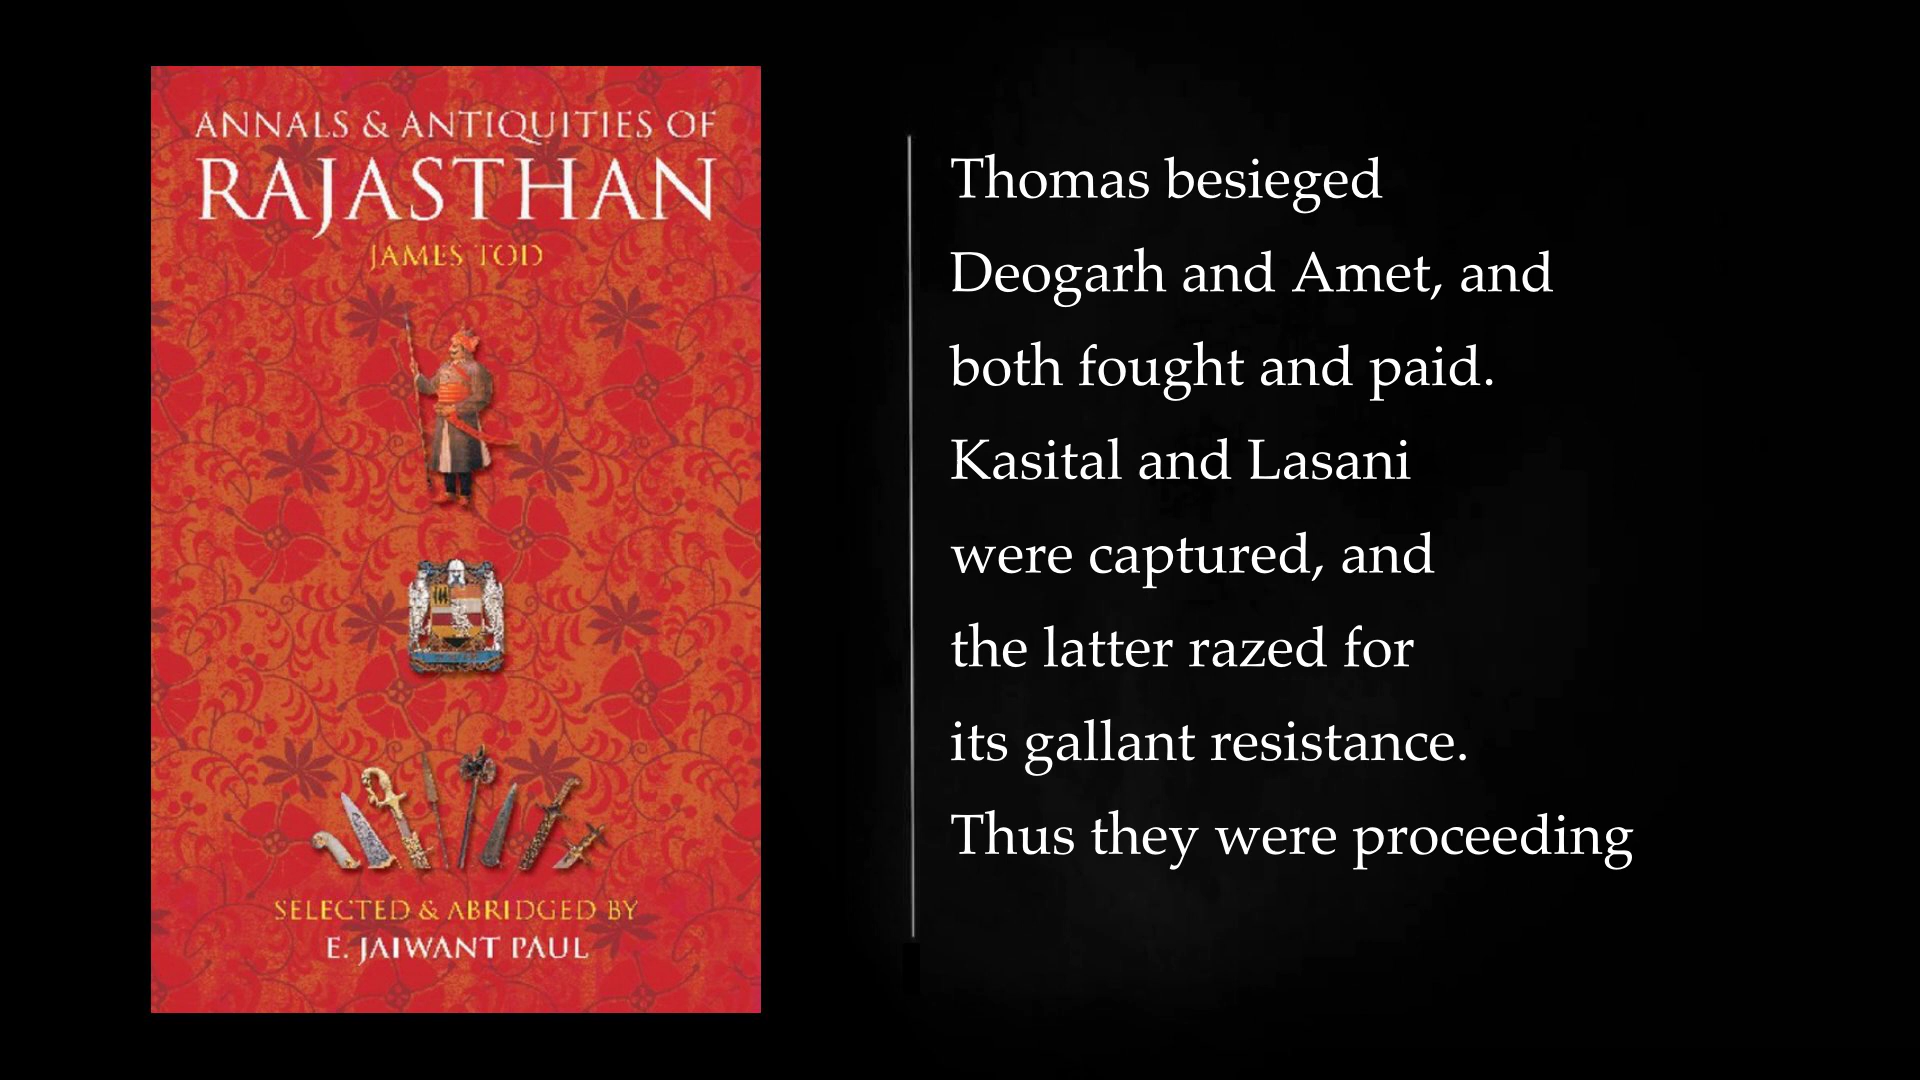 ANNALS & ANTIQUITIES OF
RAJASTHAN
JAMES TOD
SELECTED & ABRIDGED BY
E. JAIWANT PAUL
Thomas besieged
Deogarh and Amet, and
both fought and paid.
Kasital and Lasani
were captured, and
the latter razed for
its gallant resistance.
Thus they were proceeding